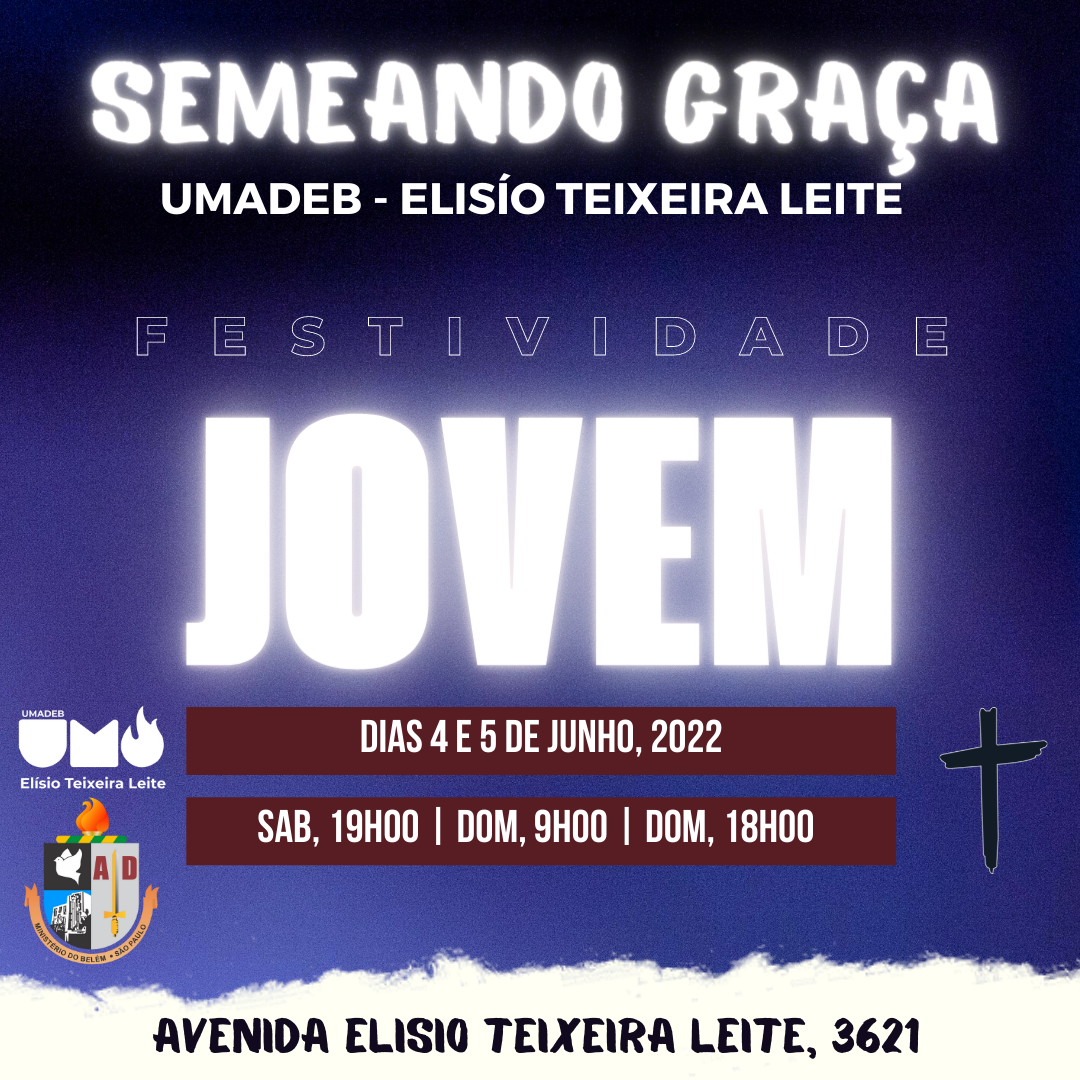 SEMEANDO GRAÇA
UMADEB - ELISÍO TEIXEIRA LEITE
FESTIVIDADE
JOVEM
UMADEB
UMA
Elísio Teixeira Leite
DIAS 4 E 5 DE JUNHO, 2022
SAB, 19H00 | DOM, 9H00 | DOM, 18H00
A D
MINISTÉRIO DO BELÉM • SÃO PAULO
AVENIDA ELISIO TEIXEIRA LEITE, 3621